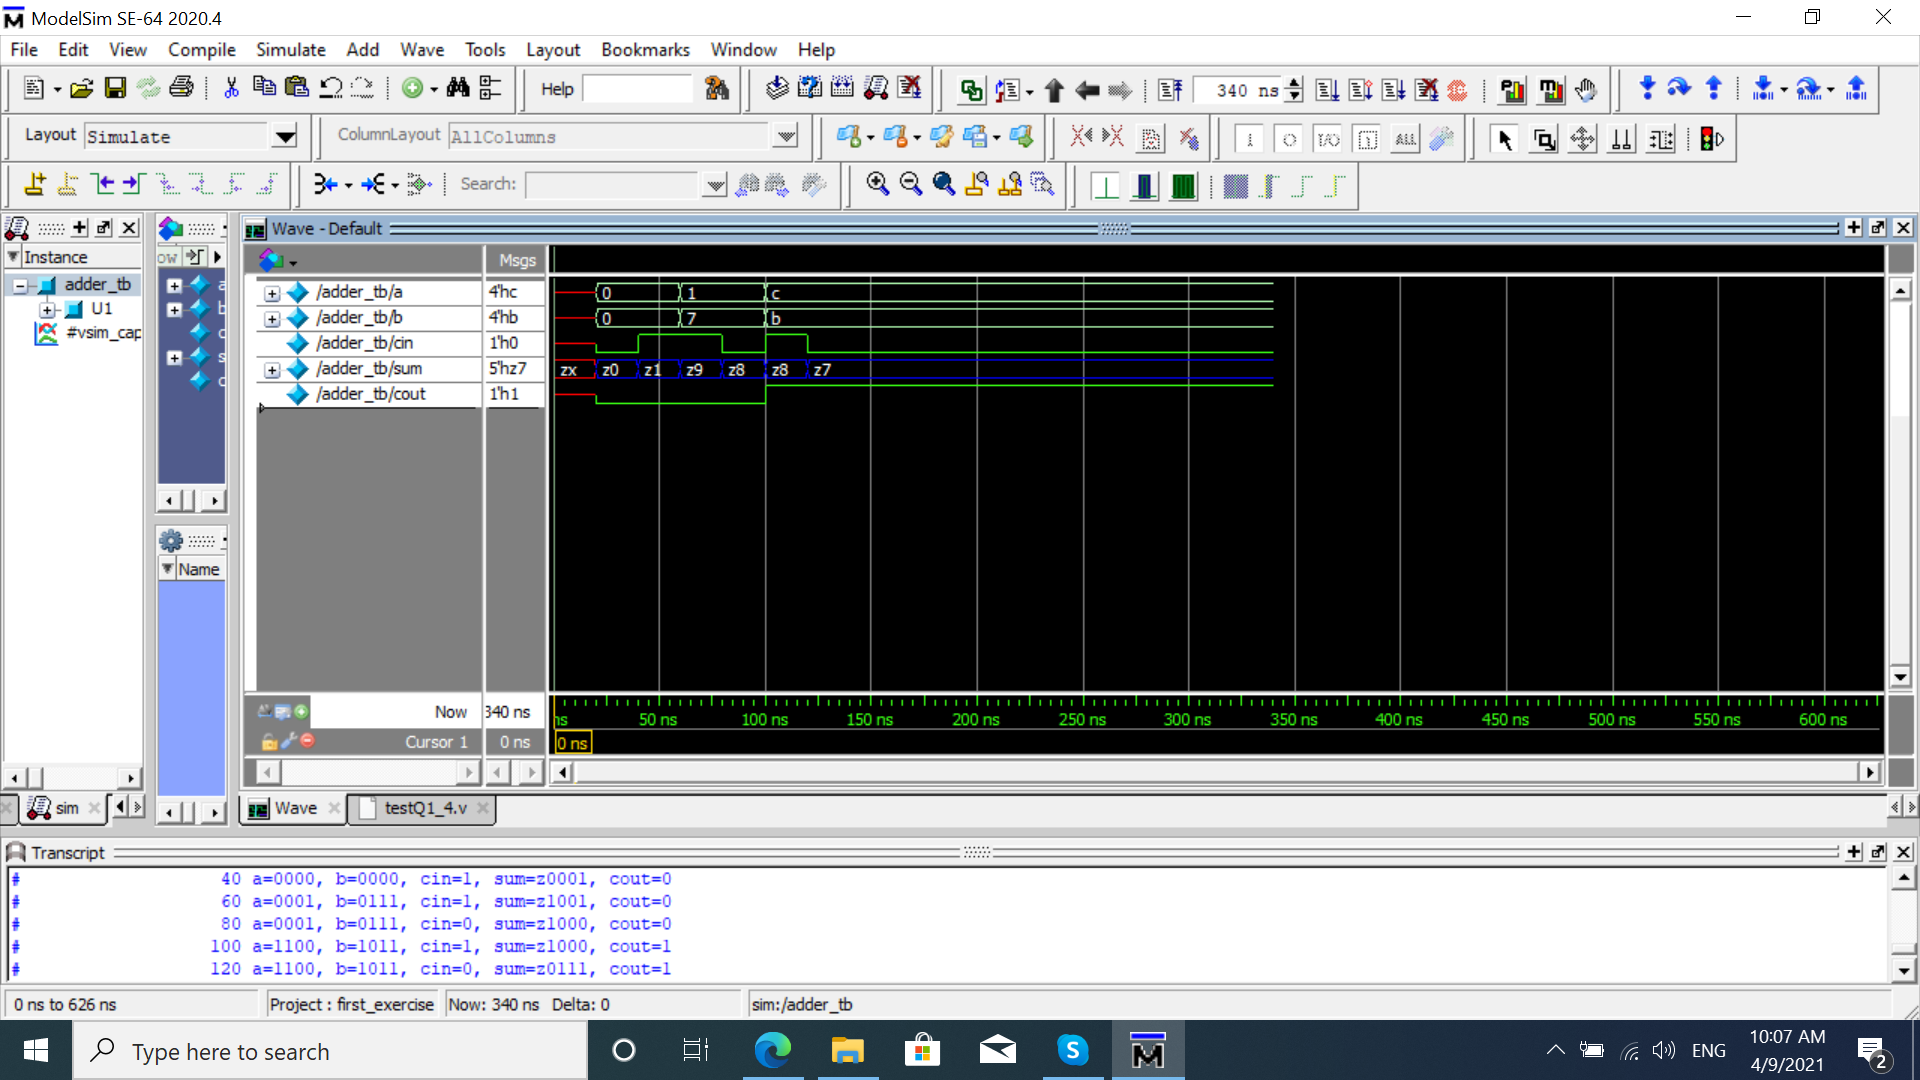 ModelSim SE-64 2020.4
File Edit View Compile Simulate Add Wave Tools Layout Bookmarks Window Help
Help 340 ns
Layout Simulate ColumnLayout AllColumns ALL
Search:
Wave - Default
Instance
Msgs
adder_tb
U1
#vsim_cap
/adder_tb/a 4'hc 0 1 c
/adder_tb/b 4'hb 0 7 b
/adder_tb/cin 1'h0
/adder_tb/sum 5'hz7 zx z0 z1 z9 z8 z8 z7
/adder_tb/cout 1'h1
Name
Now 340 ns
50 ns 100 ns 150 ns 200 ns 250 ns 300 ns 350 ns 400 ns 450 ns 500 ns 550 ns 600 ns
Cursor 1 0 ns 0 ns
sim Wave testQ1_4.v
Transcript
# 40 a=0000, b=0000, cin=1, sum=z0001, cout=0
# 60 a=0001, b=0111, cin=1, sum=z1001, cout=0
# 80 a=0001, b=0111, cin=0, sum=z1000, cout=0
# 100 a=1100, b=1011, cin=1, sum=z1000, cout=1
# 120 a=1100, b=1011, cin=0, sum=z0111, cout=1
0 ns to 626 ns Project : first_exercise Now: 340 ns Delta: 0 sim:/adder_tb
Type here to search ENG 10:07 AM
4/9/2021 2